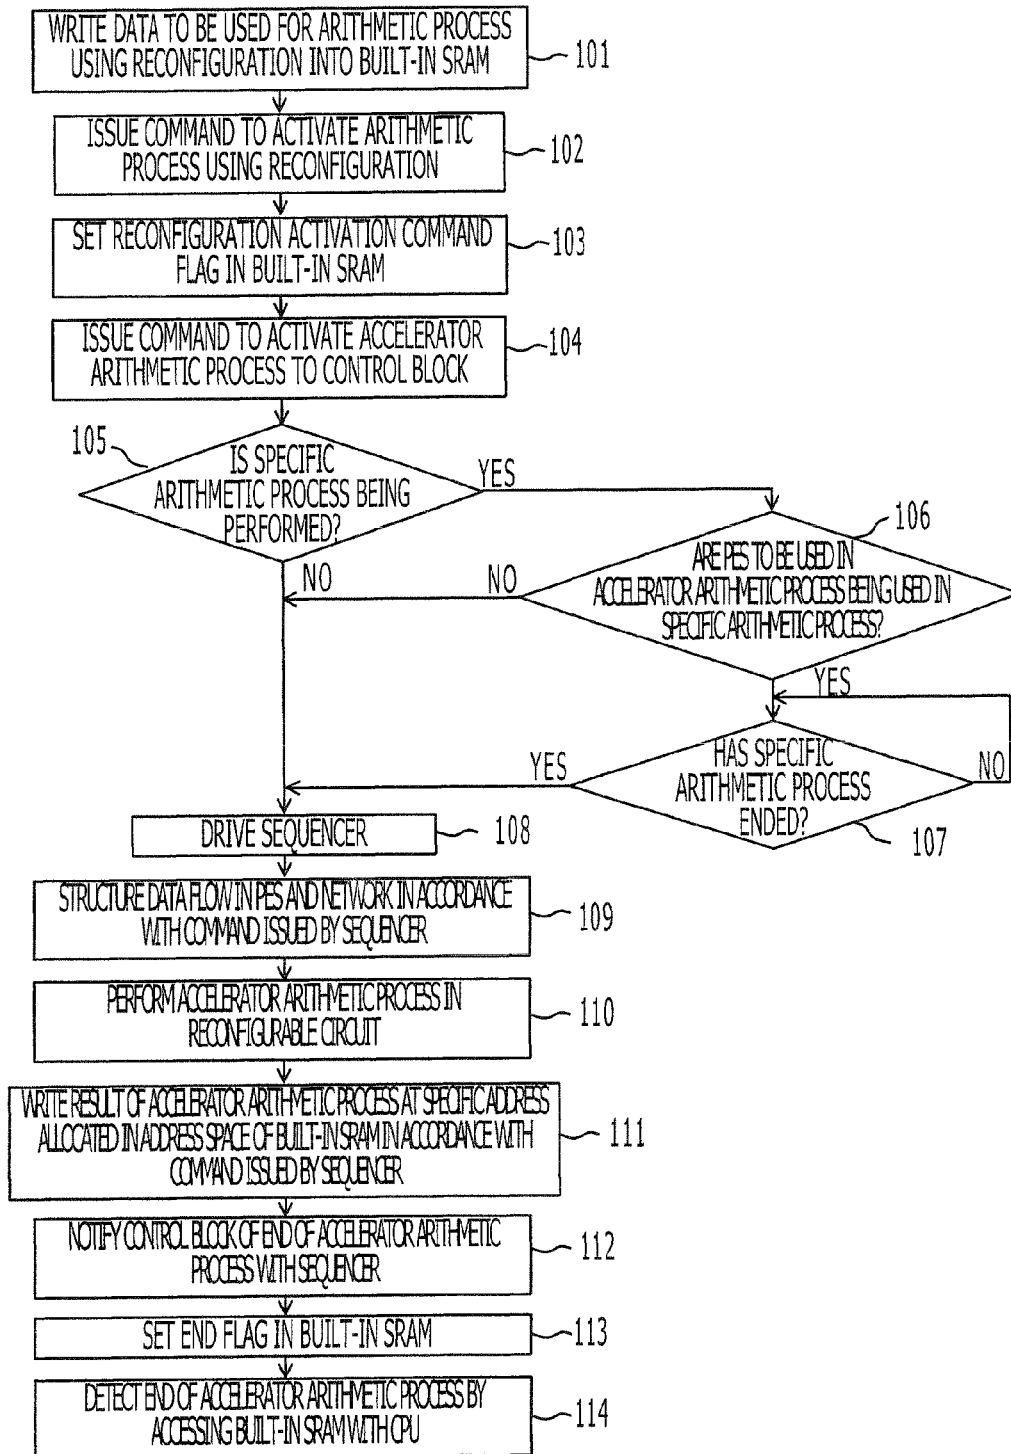 WRITE DATA TO BE USED FOR ARITHMETIC PROCESS
USING RECONFIGURATION INTO BUILT-IN SRAM
101
ISSUE COMMAND TO ACTIVATE ARITHMETIC
PROCESS USING RECONFIGURATION
102
SET RECONFIGURATION ACTIVATION COMMAND
FLAG IN BUILT-IN SRAM
103
ISSUE COMMAND TO ACTIVATE ACCELERATOR
ARITHMETIC PROCESS TO CONTROL BLOCK
104
105
IS SPECIFIC
ARITHMETIC PROCESS BEING
PERFORMED?
YES
NO
106
ARE PES TO BE USED IN
ACCELERATOR ARITHMETIC PROCESS BEING USED IN
SPECIFIC ARITHMETIC PROCESS?
NO
YES
HAS SPECIFIC
ARITHMETIC PROCESS
ENDED?
YES
NO
107
DRIVE SEQUENCER
108
STRUCTURE DATA FLOW IN PES AND NETWORK IN ACCORDANCE
WITH COMMAND ISSUED BY SEQUENCER
109
PERFORM ACCELERATOR ARITHMETIC PROCESS IN
RECONFIGURABLE CIRCUIT
110
WRITE RESULT OF ACCELERATOR ARITHMETIC PROCESS AT SPECIFIC ADDRESS
ALLOCATED IN ADDRESS SPACE OF BUILT-IN SRAM IN ACCORDANCE WITH
COMMAND ISSUED BY SEQUENCER
111
NOTIFY CONTROL BLOCK OF END OF ACCELERATOR ARITHMETIC
PROCESS WITH SEQUENCER
112
SET END FLAG IN BUILT-IN SRAM
113
DETECT END OF ACCELERATOR ARITHMETIC PROCESS BY
ACCESSING BUILT-IN SRAM WITH CPU
114